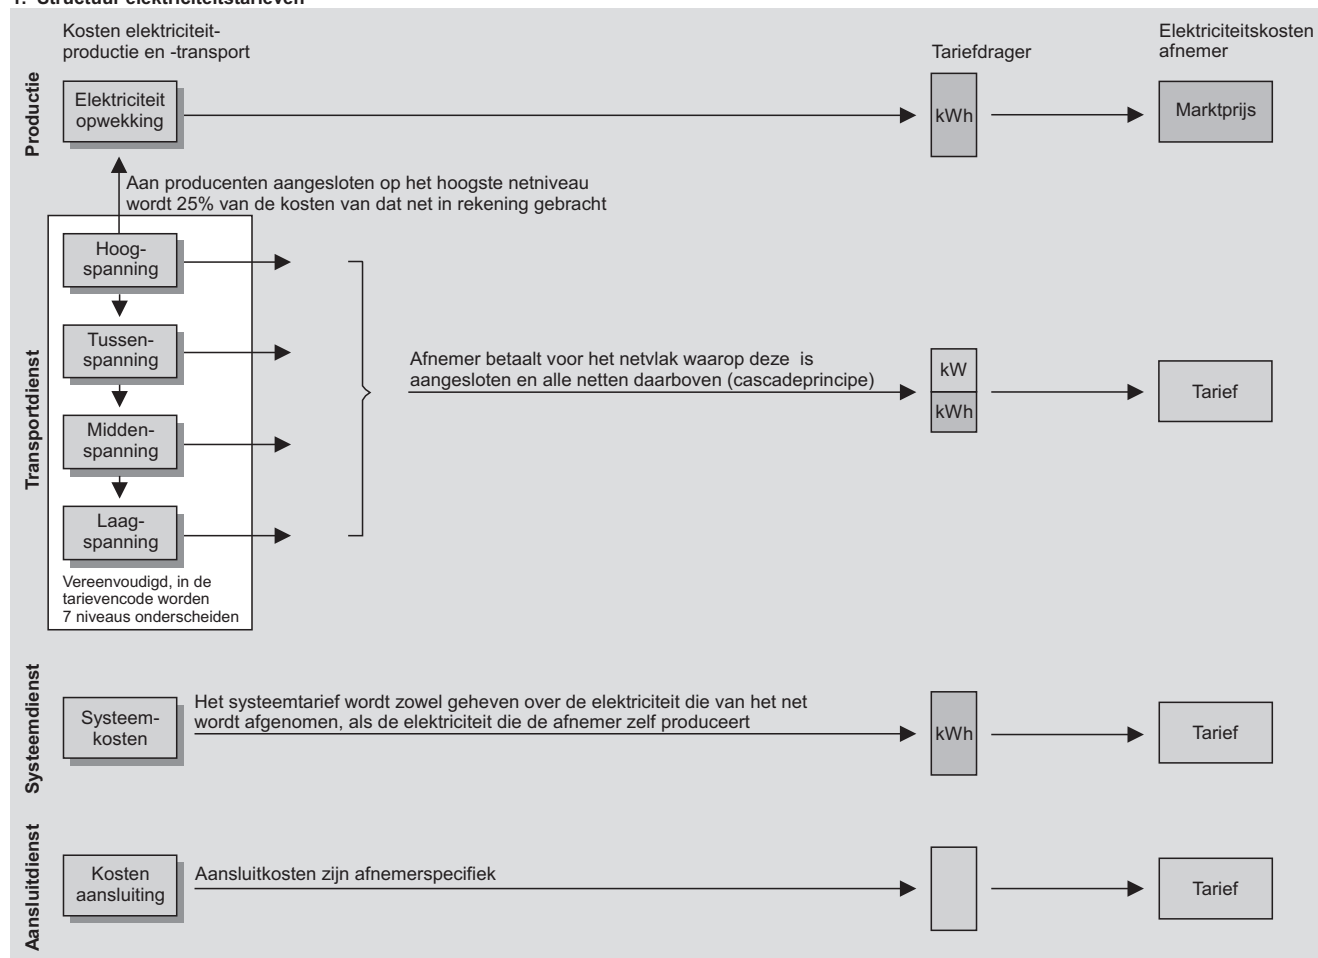 1. Structuur elektriciteitstarieven
Kosten elektriciteit-
productie en -transport
Tariefdrager
Elektriciteitskosten
afnemer
Productie
Elektriciteit
opwekking
kWh
Marktprijs
Aan producenten aangesloten op het hoogste netniveau
wordt 25% van de kosten van dat net in rekening gebracht
Transportdienst
Hoog-
spanning
Tussen-
spanning
Midden-
spanning
Laag-
spanning
Vereenvoudigd, in de
tarievencode worden
7 niveaus onderscheiden
Afnemer betaalt voor het netvlak waarop deze is
aangesloten en alle netten daarboven (cascadeprincipe)
kW
kWh
Tarief
Systeemdienst
Systeem-
kosten
Het systeemtarief wordt zowel geheven over de elektriciteit die van het net
wordt afgenomen, als de elektriciteit die de afnemer zelf produceert
kWh
Tarief
Aansluitdienst
Kosten
aansluiting
Aansluitkosten zijn afnemerspecifiek
Tarief